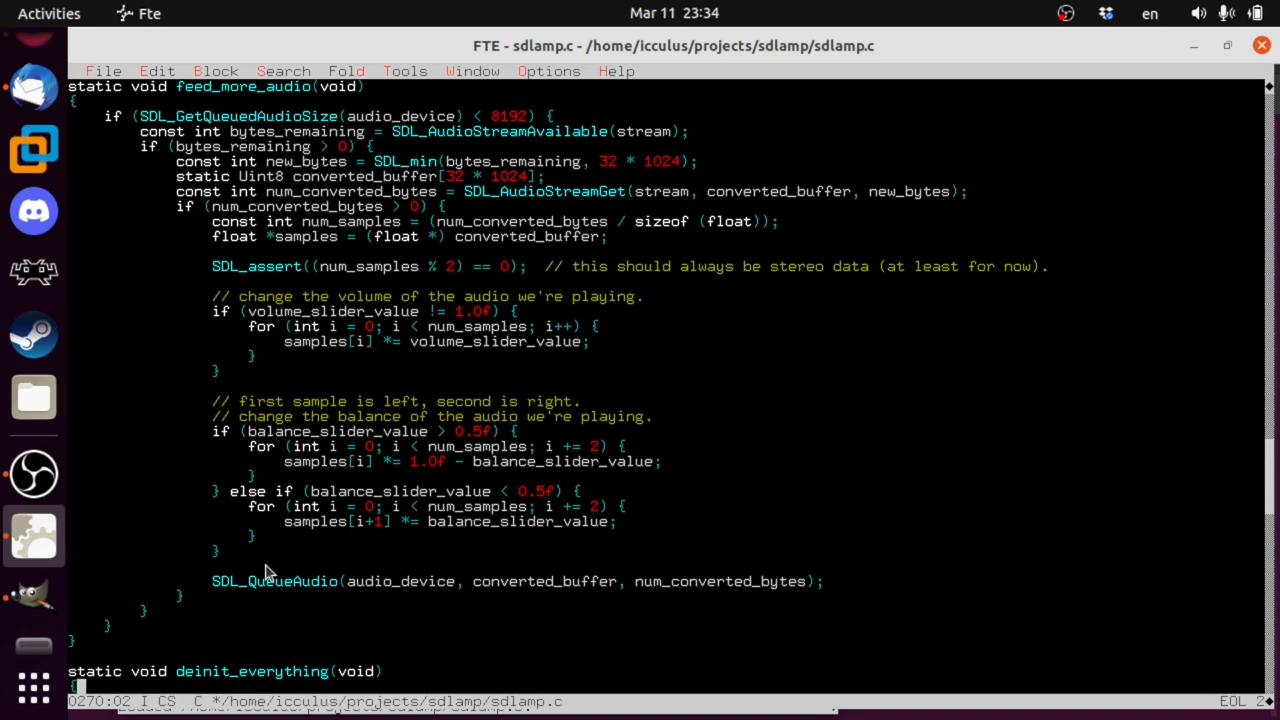 Activities Fte Mar 11 23:34 en
FTE - sdlamp.c - /home/icculus/projects/sdlamp/sdlamp.c
File Edit Block Search Fold Tools Window Options Help
static void feed_more_audio(void)
{
    if (SDL_GetQueuedAudioSize(audio_device) < 8192) {
        const int bytes_remaining = SDL_AudioStreamAvailable(stream);
        if (bytes_remaining > 0) {
            const int new_bytes = SDL_min(bytes_remaining, 32 * 1024);
            static Uint8 converted_buffer[32 * 1024];
            const int num_converted_bytes = SDL_AudioStreamGet(stream, converted_buffer, new_bytes);
            if (num_converted_bytes > 0) {
                const int num_samples = (num_converted_bytes / sizeof (float));
                float *samples = (float *) converted_buffer;
                SDL_assert((num_samples % 2) == 0);  // this should always be stereo data (at least for now).
                // change the volume of the audio we're playing.
                if (volume_slider_value != 1.0f) {
                    for (int i = 0; i < num_samples; i++) {
                        samples[i] *= volume_slider_value;
                    }
                }
                // first sample is left, second is right.
                // change the balance of the audio we're playing.
                if (balance_slider_value > 0.5f) {
                    for (int i = 0; i < num_samples; i += 2) {
                        samples[i] *= 1.0f - balance_slider_value;
                    }
                } else if (balance_slider_value < 0.5f) {
                    for (int i = 0; i < num_samples; i += 2) {
                        samples[i+1] *= balance_slider_value;
                    }
                }
                SDL_QueueAudio(audio_device, converted_buffer, num_converted_bytes);
            }
        }
    }
}
static void deinit_everything(void)
{
0270:02 I CS  C */home/icculus/projects/sdlamp/sdlamp.c EOL 2